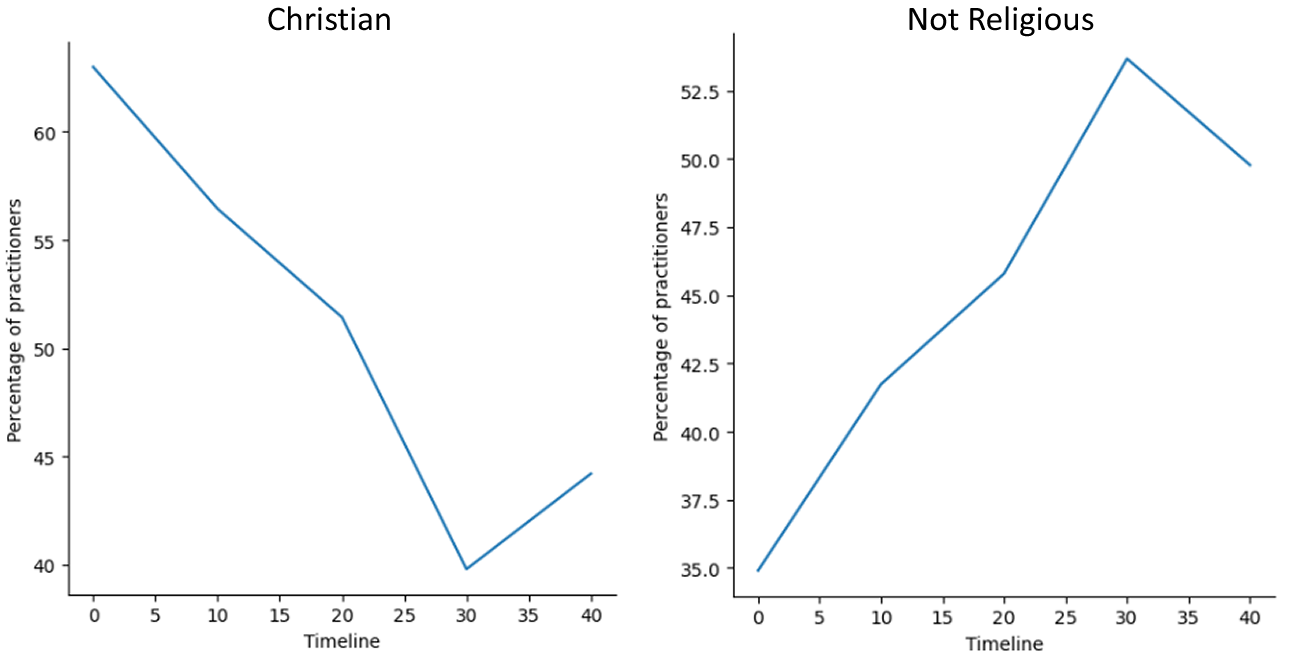 Christian
Percentage of practitioners
60
55
50
45
40
0 5 10 15 20 25 30 35 40
Timeline
Not Religious
Percentage of practitioners
52.5
50.0
47.5
45.0
42.5
40.0
37.5
35.0
0 5 10 15 20 25 30 35 40
Timeline